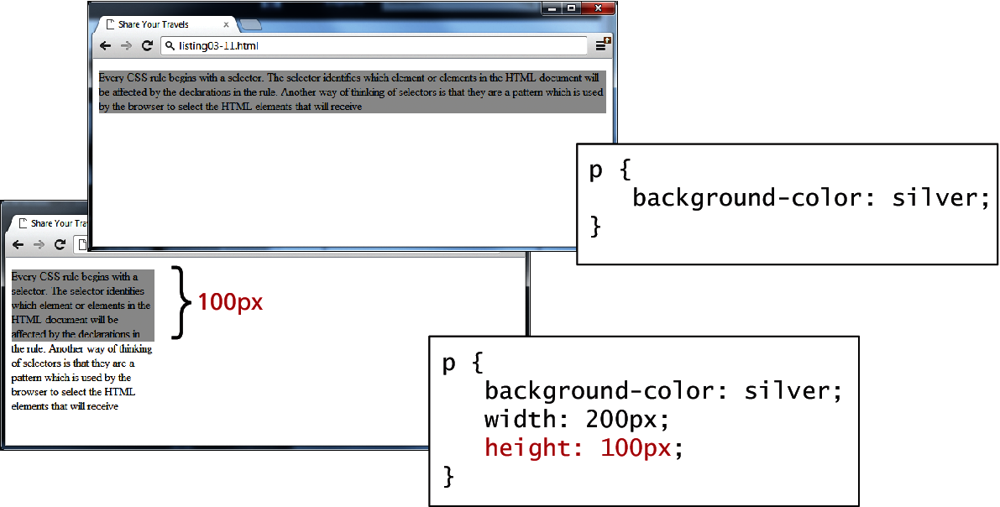 Share Your Travels
listing03-11.html
Every CSS rule begins with a selector. The selector identifies which element or elements in the HTML document will
be affected by the declarations in the rule. Another way of thinking of selectors is that they are a pattern which is used
by the browser to select the HTML elements that will receive
p {
background-color: silver;
}
Share Your Tra
Every CSS rule begins with a
selector. The selector identifies
which element or elements in the
HTML document will be
affected by the declarations in
the rule. Another way of thinking
of selectors is that they are a
pattern which is used by the
browser to select the HTML
elements that will receive
} 100px
p {
background-color: silver;
width: 200px;
height: 100px;
}